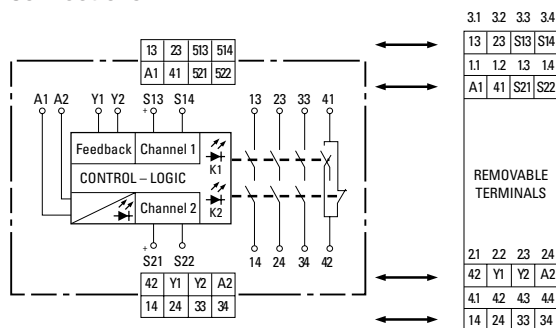 3.1 3.2 3.3 3.4
13 23 513 514
13 23 S13 S14
A1 41 521 522
1.1 1.2 1.3 1.4
A1 41 S21 S22
A1 A2 Y1 Y2 S13 S14 13 23 33 41
+
Feedback Channel 1
K1
CONTROL – LOGIC
REMOVABLE
TERMINALS
Channel 2
K2
+
S21 S22 14 24 34 42
2.1 2.2 2.3 2.4
42 Y1 Y2 A2
42 Y1 Y2 A2
4.1 4.2 4.3 4.4
14 24 33 34
14 24 33 34